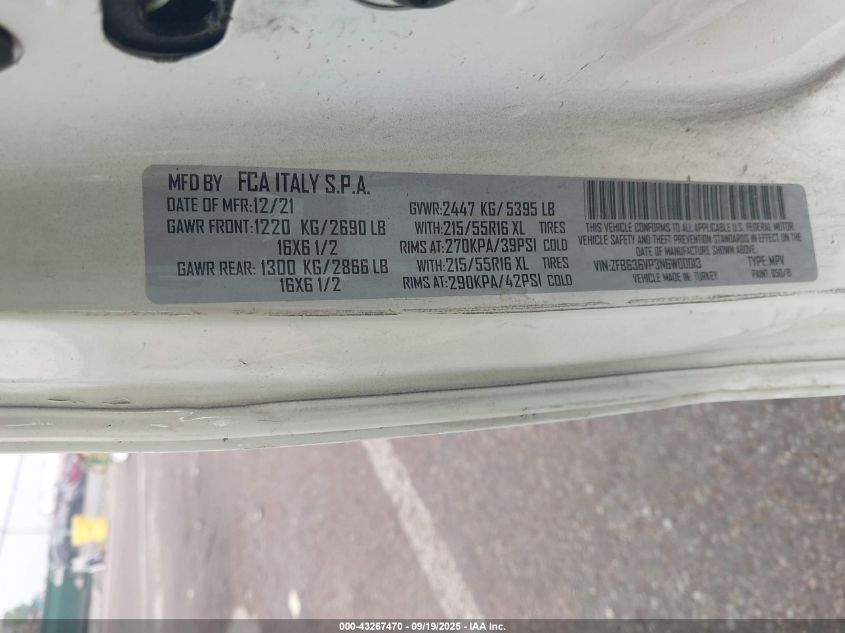 MFD BY FCA ITALY S.P.A.
DATE OF MFR:12/21 GVWR:2447 KG/5395 LB
GAWR FRONT:1220 KG/2690 LB WITH:215/55R16 XL TIRES
16X6 1/2 RIMS AT:270KPA/39PSI COLD
GAWR REAR: 1300 KG/2866 LB WITH:215/55R16 XL TIRES
16X6 1/2 RIMS AT:290KPA/42PSI COLD
THIS VEHICLE CONFORMS TO ALL APPLICABLE U.S. FEDERAL MOTOR
VEHICLE SAFETY AND THEFT PREVENTION STANDARDS IN EFFECT ON THE
DATE OF MANUFACTURE SHOWN ABOVE.
VIN:ZFB636VP3N6W00013 TYPE: MPV
VEHICLE MADE IN: TURKEY PAINT: 850/B
000-43267470 - 09/19/2025 - IAA Inc.